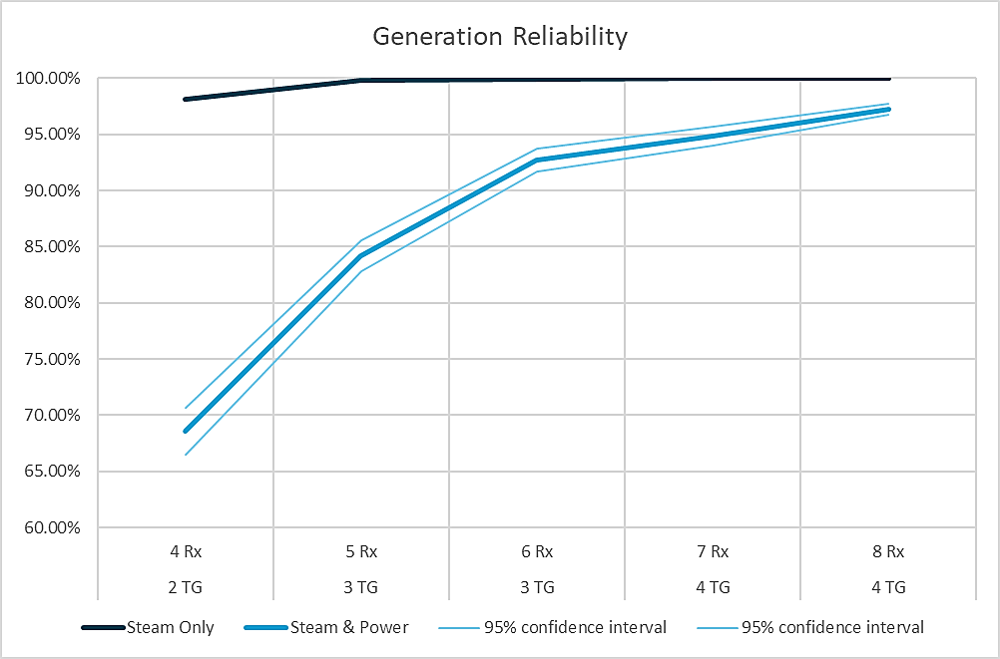 Generation Reliability
100.00%
95.00%
90.00%
85.00%
80.00%
75.00%
70.00%
65.00%
60.00%
4 Rx 5 Rx 6 Rx 7 Rx 8 Rx
2 TG 3 TG 3 TG 4 TG 4 TG
Steam Only Steam & Power 95% confidence interval 95% confidence interval